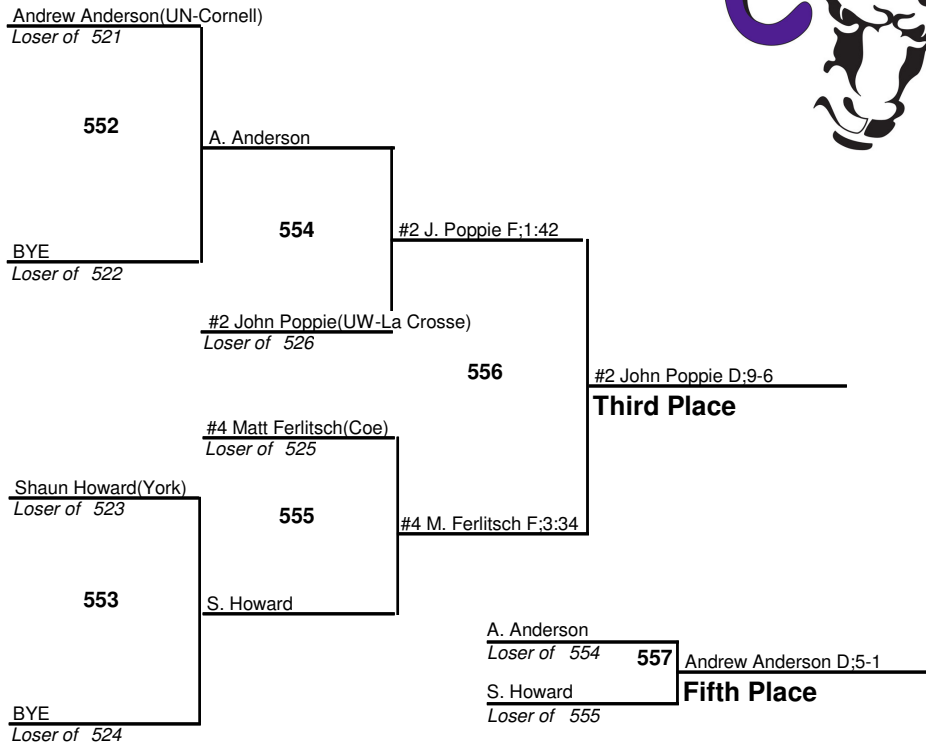 Andrew Anderson(UN-Cornell)
Loser of 521
552
A. Anderson
BYE
Loser of 522
554
#2 J. Poppie F;1:42
#2 John Poppie(UW-La Crosse)
Loser of 526
556
#2 John Poppie D;9-6
Third Place
#4 Matt Ferlitsch(Coe)
Loser of 525
Shaun Howard(York)
Loser of 523
555
#4 M. Ferlitsch F;3:34
553
S. Howard
BYE
Loser of 524
A. Anderson
Loser of 554
557
Andrew Anderson D;5-1
Fifth Place
S. Howard
Loser of 555